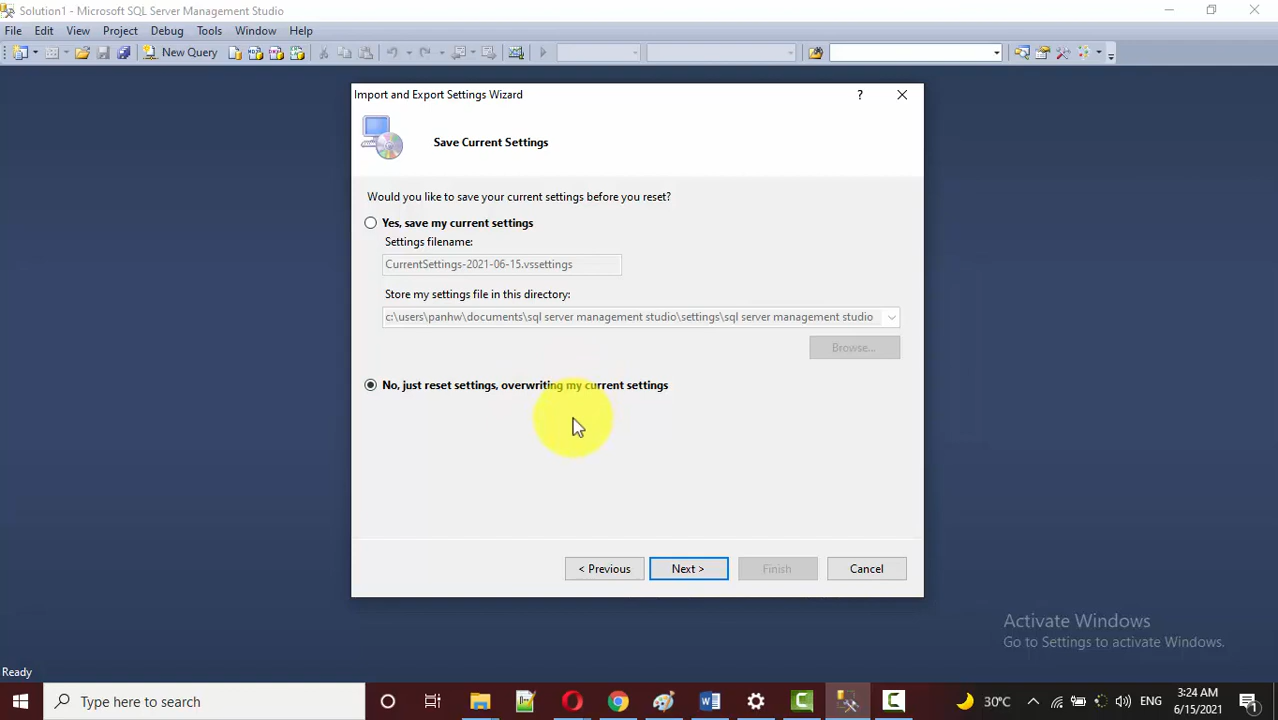 Solution1 - Microsoft SQL Server Management Studio
File Edit View Project Debug Tools Window Help
New Query
Import and Export Settings Wizard
?
Save Current Settings
Would you like to save your current settings before you reset?
Yes, save my current settings
Settings filename:
CurrentSettings-2021-06-15.vssettings
Store my settings file in this directory:
c:\users\panhw\documents\sql server management studio\settings\sql server management studio
Browse...
No, just reset settings, overwriting my current settings
< Previous Next > Finish Cancel
Activate Windows
Go to Settings to activate Windows.
Ready
Type here to search
30°C
ENG
3:24 AM
6/15/2021
1